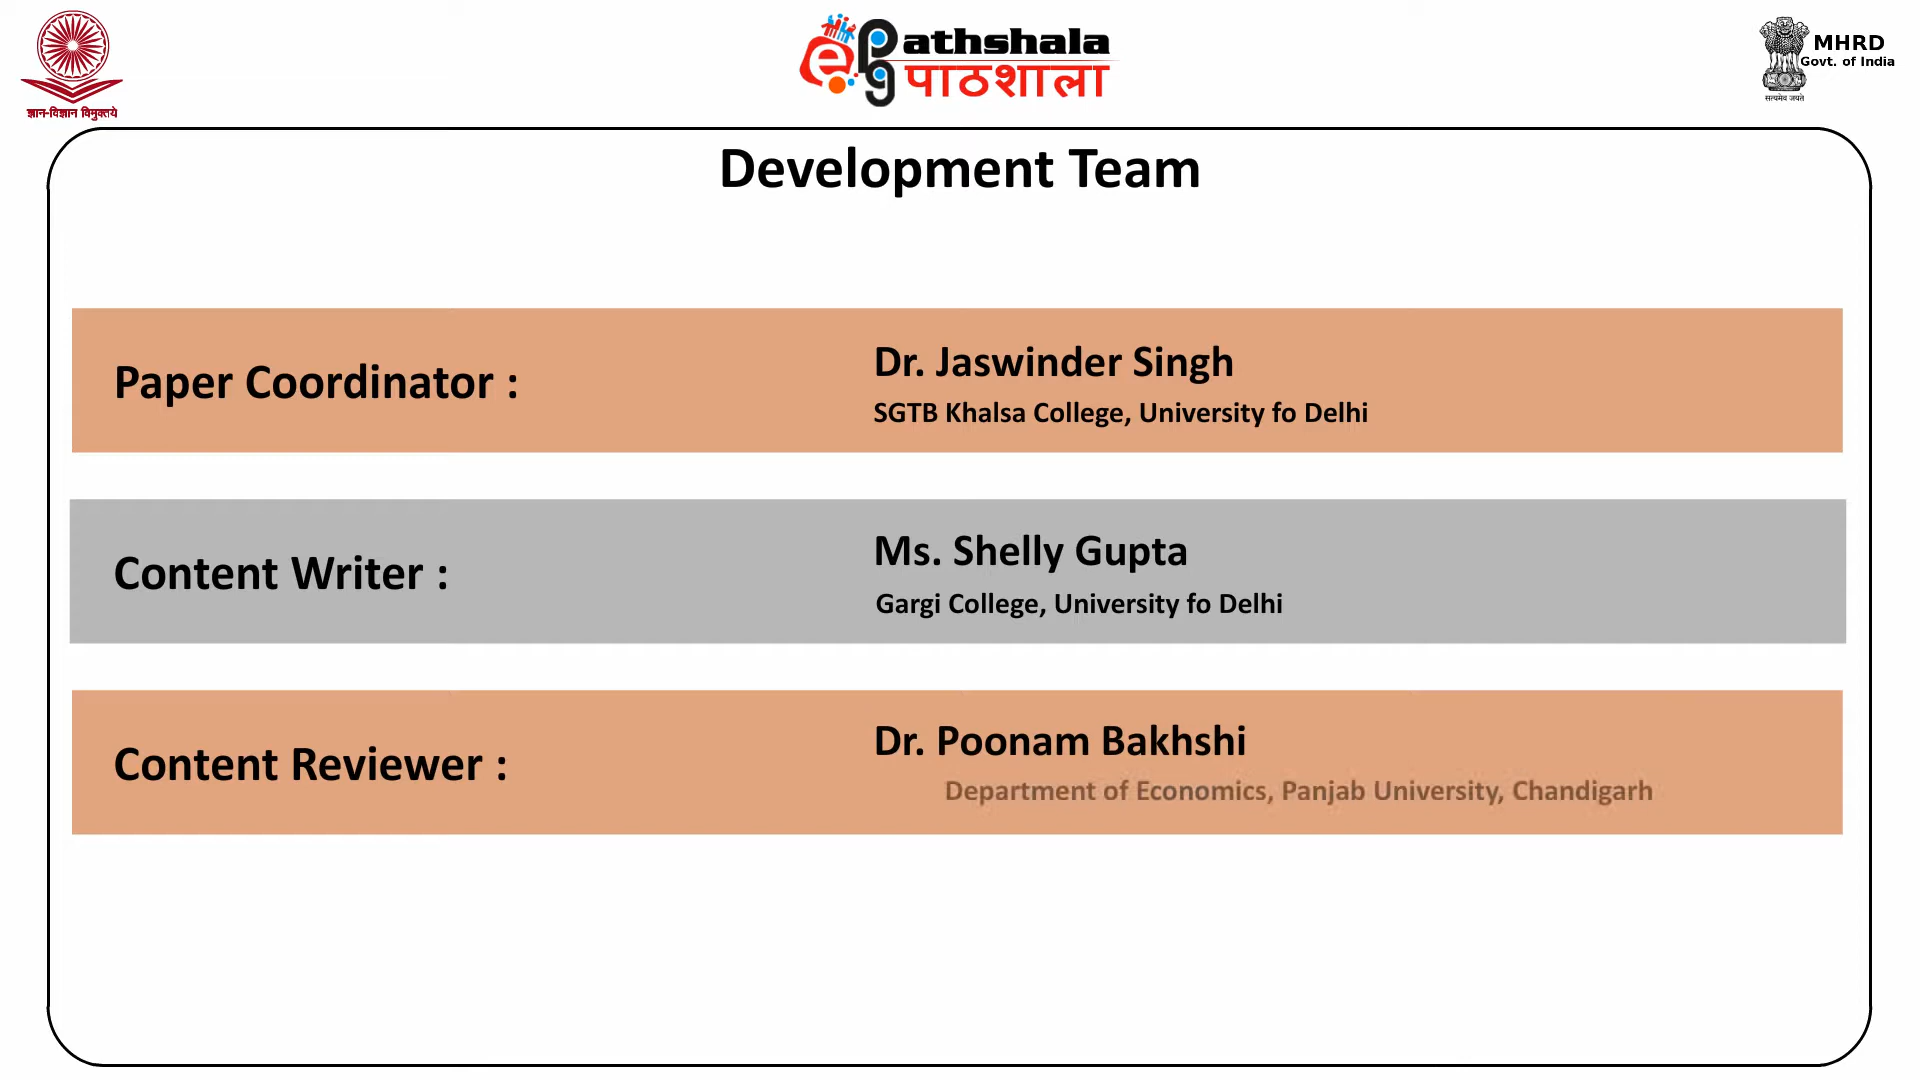 ज्ञान-विज्ञान विमुक्तये
e PG athshala
पाठशाला
MHRD
Govt. of India
सत्यमेव जयते
Development Team
Paper Coordinator :
Dr. Jaswinder Singh
SGTB Khalsa College, University fo Delhi
Content Writer :
Ms. Shelly Gupta
Gargi College, University fo Delhi
Content Reviewer :
Dr. Poonam Bakhshi
Department of Economics, Panjab University, Chandigarh